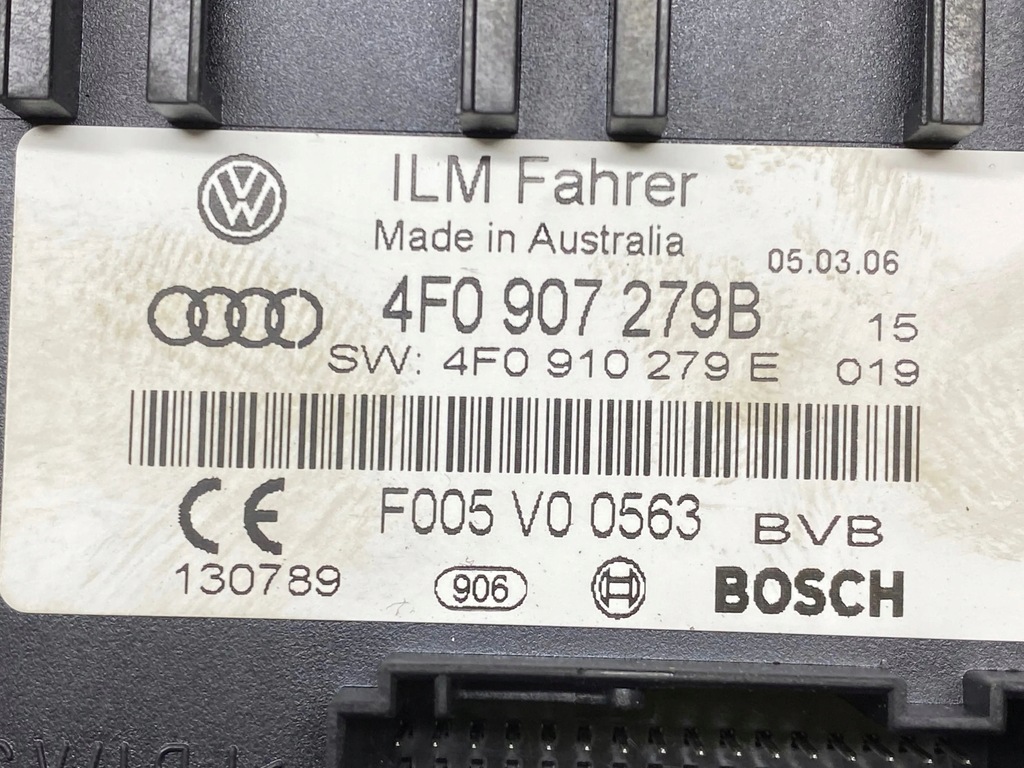 ILM Fahrer
Made in Australia
05.03.06
4F0 907 279B 15
SW: 4F0 910 279 E 019
CE F005 V0 0563 BVB
130789 906 BOSCH